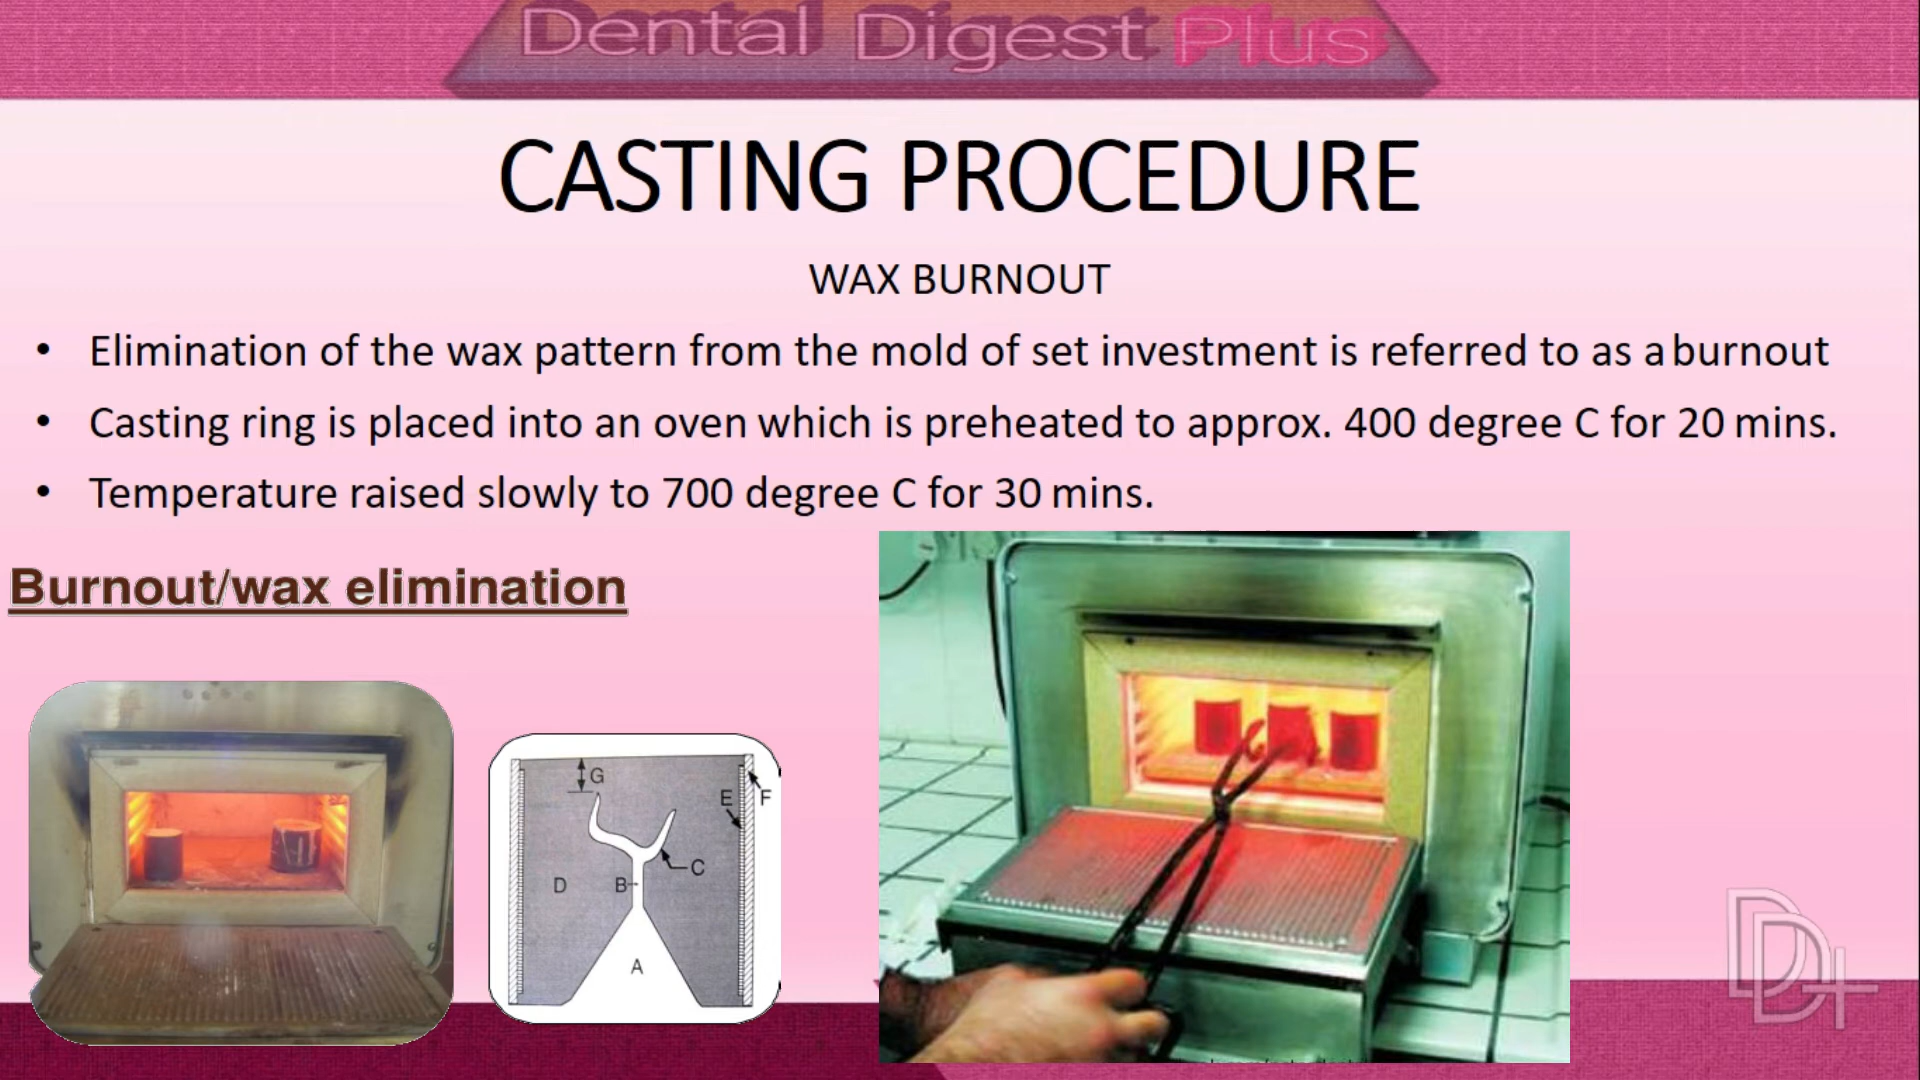 Dental Digest Plus
CASTING PROCEDURE
WAX BURNOUT
• Elimination of the wax pattern from the mold of set investment is referred to as a burnout
• Casting ring is placed into an oven which is preheated to approx. 400 degree C for 20 mins.
• Temperature raised slowly to 700 degree C for 30 mins.
Burnout/wax elimination
G
E
F
C
D
B
A
DD+